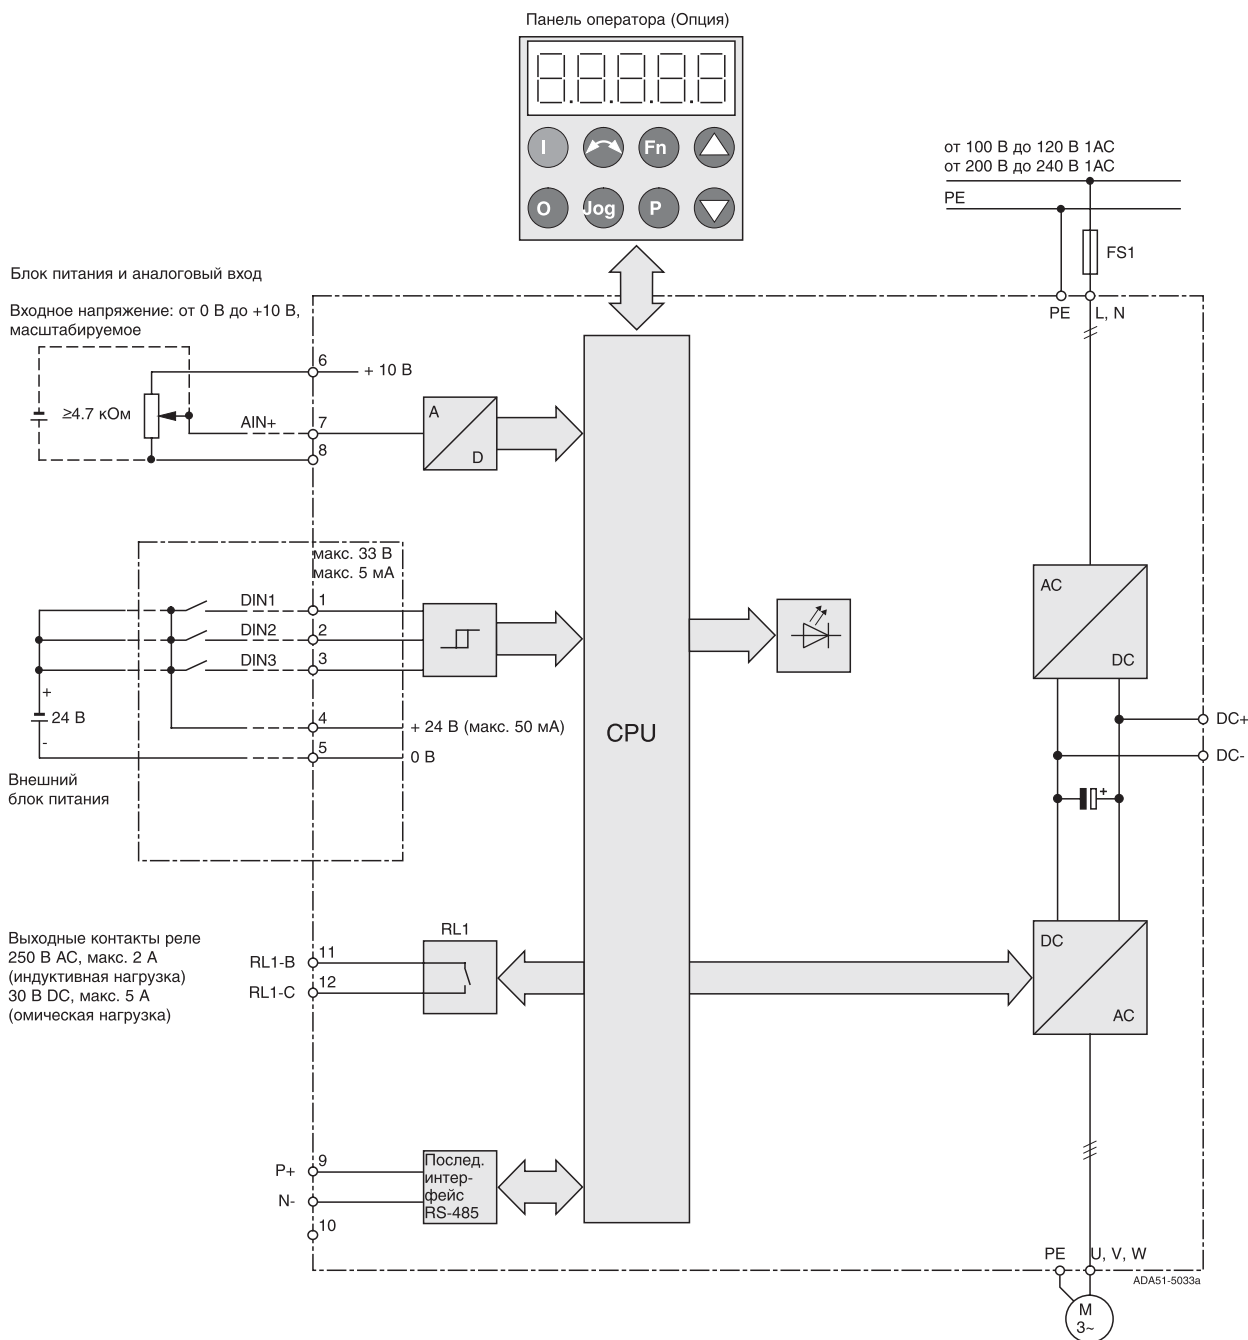 Панель оператора (Опция)
I
Fn
O
Jog
P
от 100 В до 120 В 1AC
от 200 В до 240 В 1AC
PE
FS1
PE
L, N
Блок питания и аналоговый вход
Входное напряжение: от 0 В до +10 В,
масштабируемое
6
+ 10 В
≥4.7 кОм
AIN+
7
8
A
D
макс. 33 В
макс. 5 мА
DIN1
1
DIN2
2
DIN3
3
+
24 В
-
4
+ 24 В (макс. 50 мА)
5
0 В
Внешний
блок питания
CPU
AC
DC
DC+
DC-
+
Выходные контакты реле
250 В AC, макс. 2 А
(индуктивная нагрузка)
30 В DC, макс. 5 А
(омическая нагрузка)
RL1
RL1-B
11
RL1-C
12
DC
AC
P+
9
N-
10
Послед.
интер-
фейс
RS-485
PE
U, V, W
ADA51-5033a
M
3~